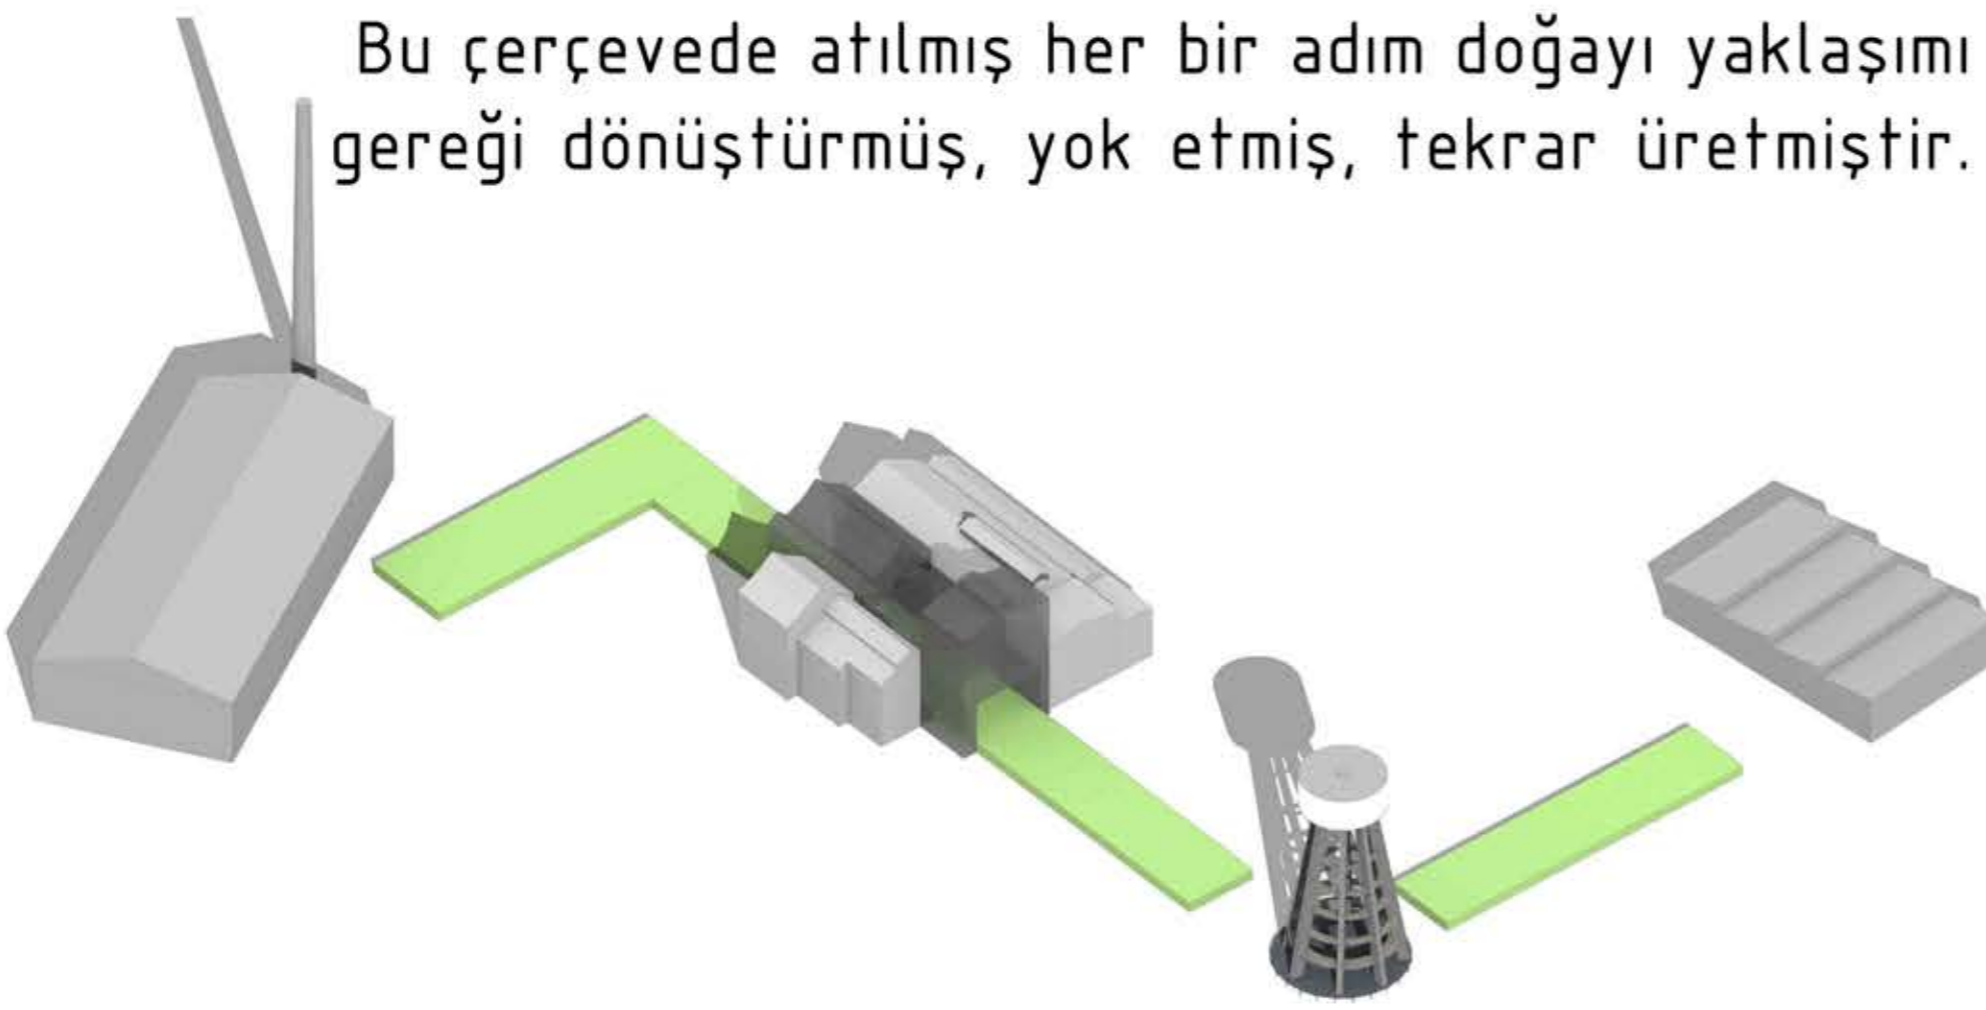 Bu çerçevede atılmış her bir adım doğayı yaklaşımı
gereği dönüştürmüş, yok etmiş, tekrar üretmiştir.